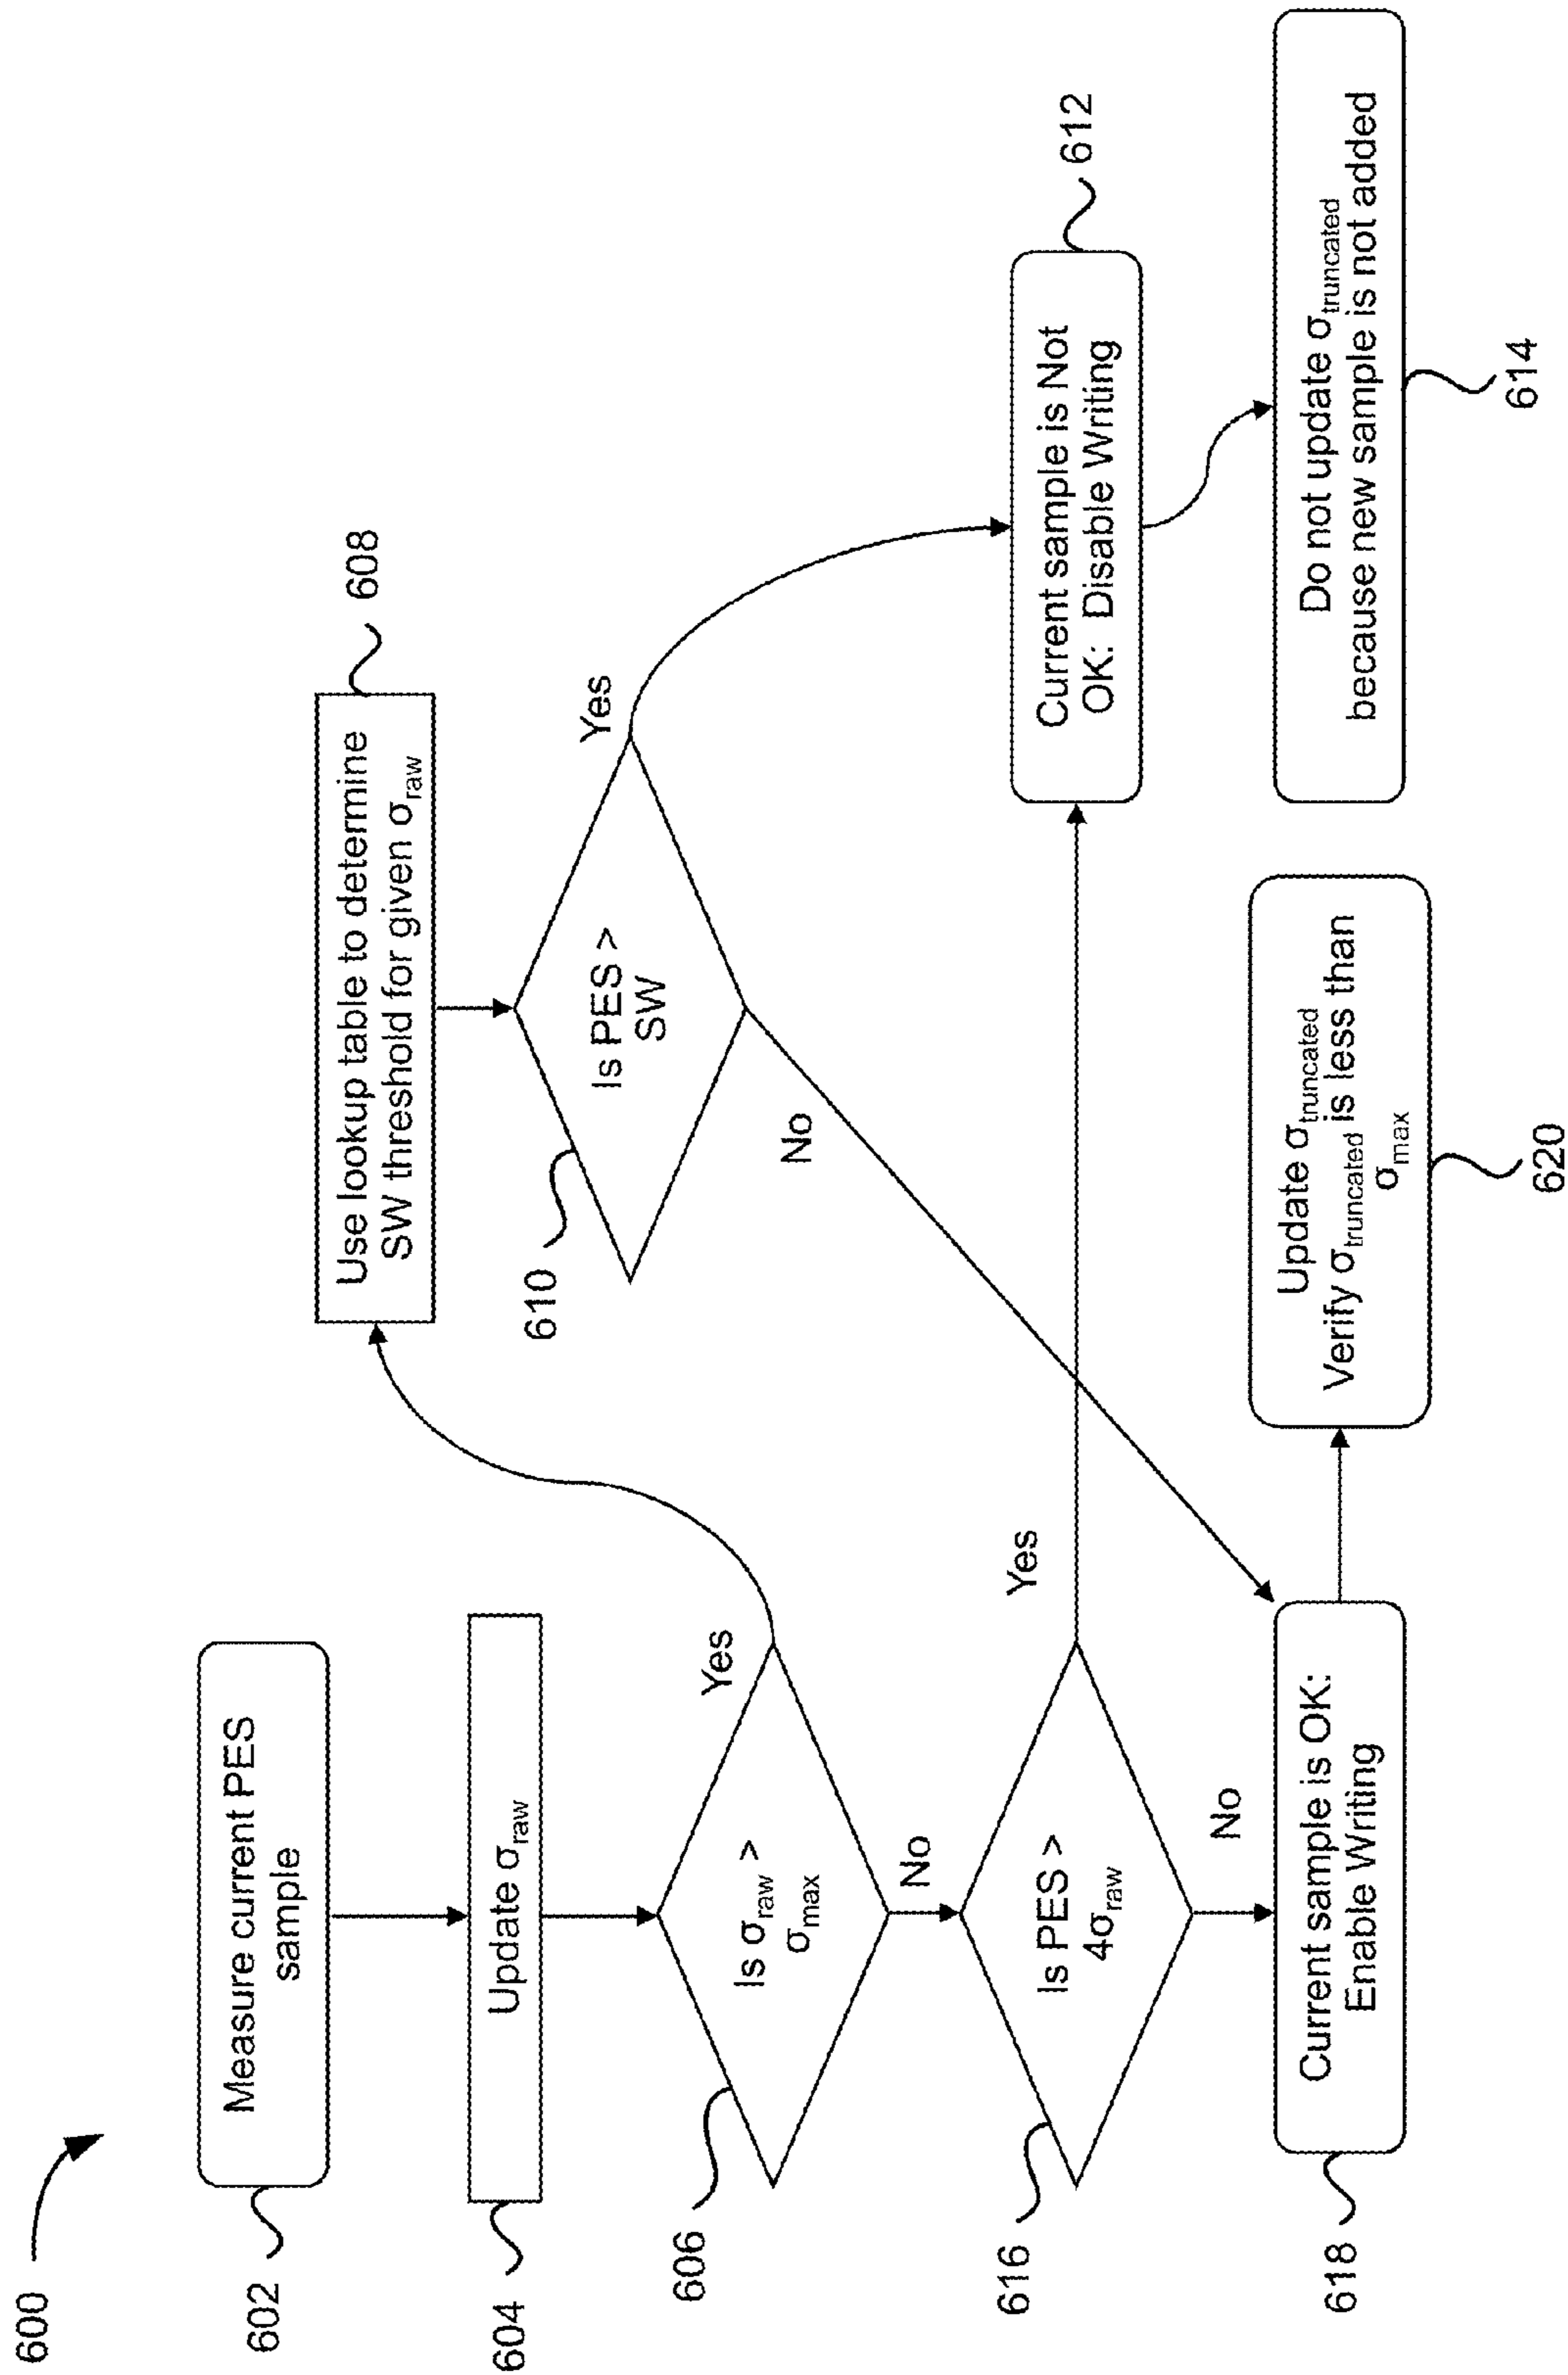 600
602
Measure current PES
sample
604
Update σraw
606
Is σraw >
σmax
Yes
No
608
Use lookup table to determine
SW threshold for given σraw
610
Is PES >
SW
Yes
No
616
Is PES >
4σraw
Yes
No
612
Current sample is Not
OK: Disable Writing
614
Do not update σtruncated
because new sample is not added
618
Current sample is OK:
Enable Writing
620
Update σtruncated
Verify σtruncated is less than
σmax